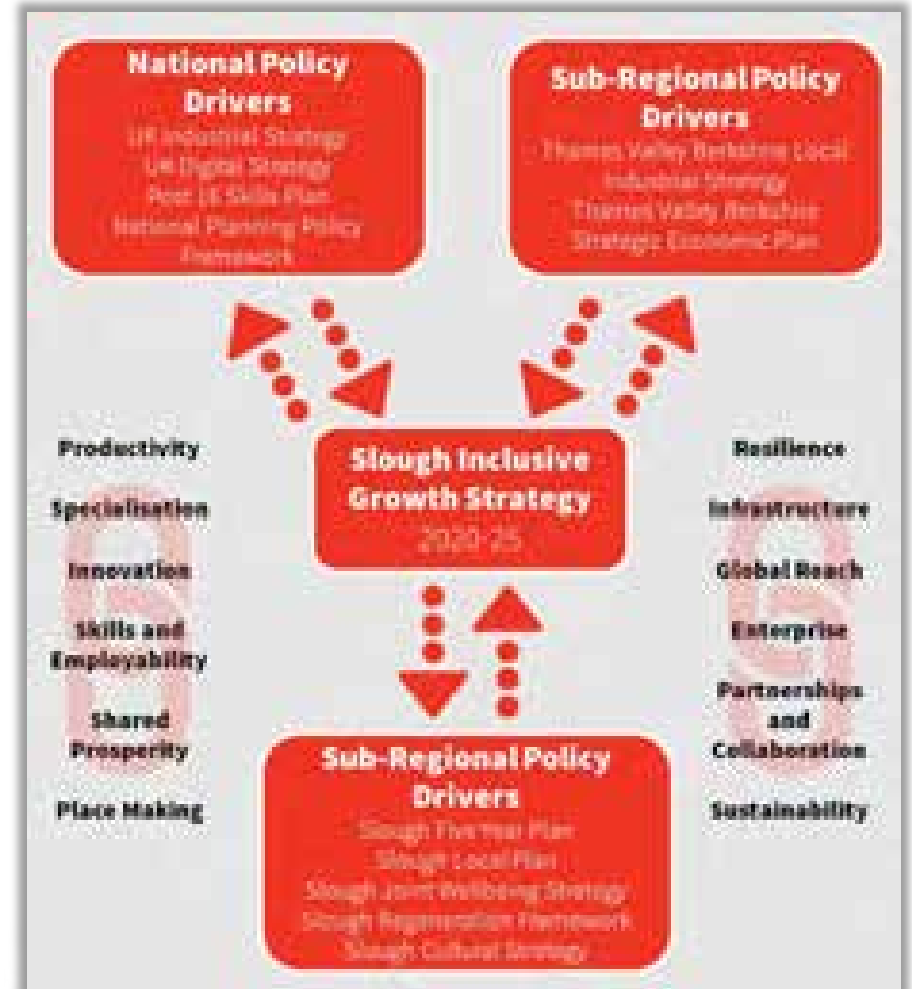 National Policy
Drivers
UK Industrial Strategy
UK Digital Strategy
Post 16 Skills Plan
National Planning Policy
Framework
Sub-Regional Policy
Drivers
Thames Valley Berkshire Local
Industrial Strategy
Thames Valley Berkshire
Strategic Economic Plan
Productivity
Specialisation
Innovation
Skills and
Employability
Shared
Prosperity
Place Making
Slough Inclusive
Growth Strategy
2020-25
Resilience
Infrastructure
Global Reach
Enterprise
Partnerships
and
Collaboration
Sustainability
Sub-Regional Policy
Drivers
Slough Five Year Plan
Slough Local Plan
Slough Joint Wellbeing Strategy
Slough Regeneration Framework
Slough Cultural Strategy